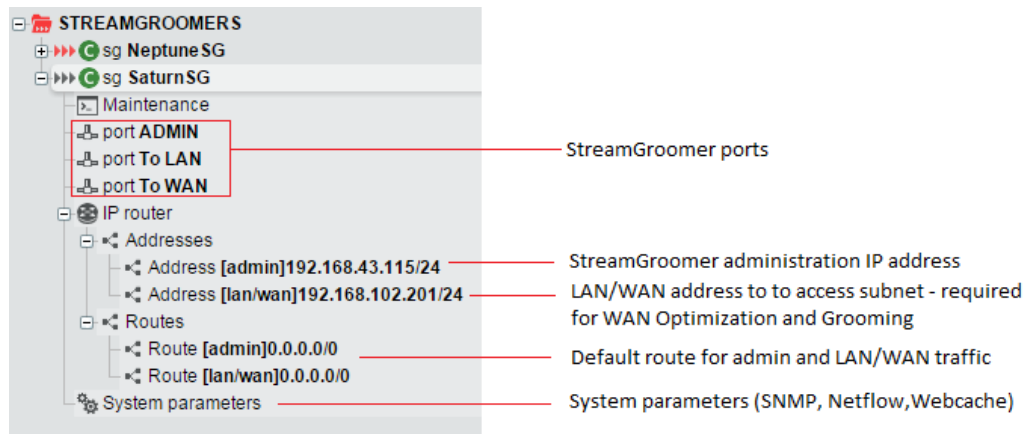 STREAMGROOMERS
sg NeptuneSG
sg SaturnSG
Maintenance
port ADMIN
port To LAN
port To WAN
StreamGroomer ports
IP router
Addresses
Address [admin]192.168.43.115/24
StreamGroomer administration IP address
Address [lan/wan]192.168.102.201/24
LAN/WAN address to to access subnet - required
for WAN Optimization and Grooming
Routes
Route [admin]0.0.0.0/0
Default route for admin and LAN/WAN traffic
Route [lan/wan]0.0.0.0/0
System parameters
System parameters (SNMP, Netflow,Webcache)